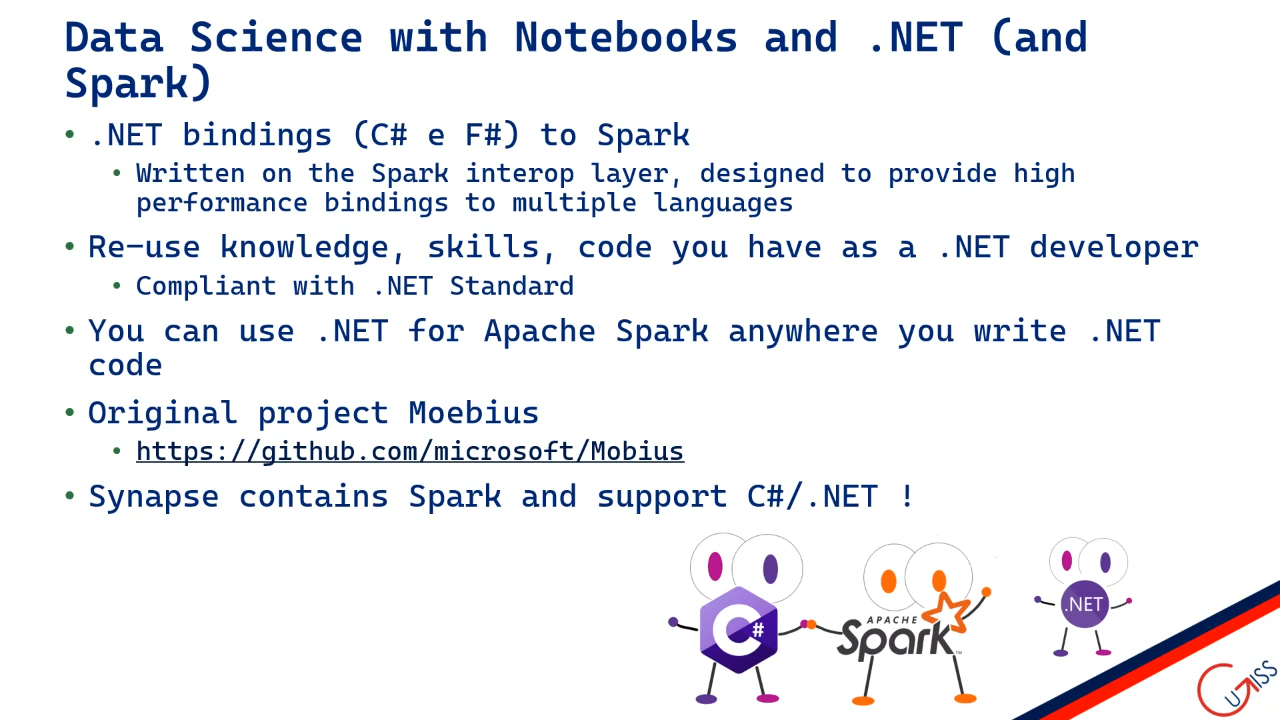 Data Science with Notebooks and .NET (and
Spark)
• .NET bindings (C# e F#) to Spark
• Written on the Spark interop layer, designed to provide high
performance bindings to multiple languages
• Re-use knowledge, skills, code you have as a .NET developer
• Compliant with .NET Standard
• You can use .NET for Apache Spark anywhere you write .NET
code
• Original project Moebius
• https://github.com/microsoft/Mobius
• Synapse contains Spark and support C#/.NET !
C#
APACHE
Spark™
.NET
UGISS